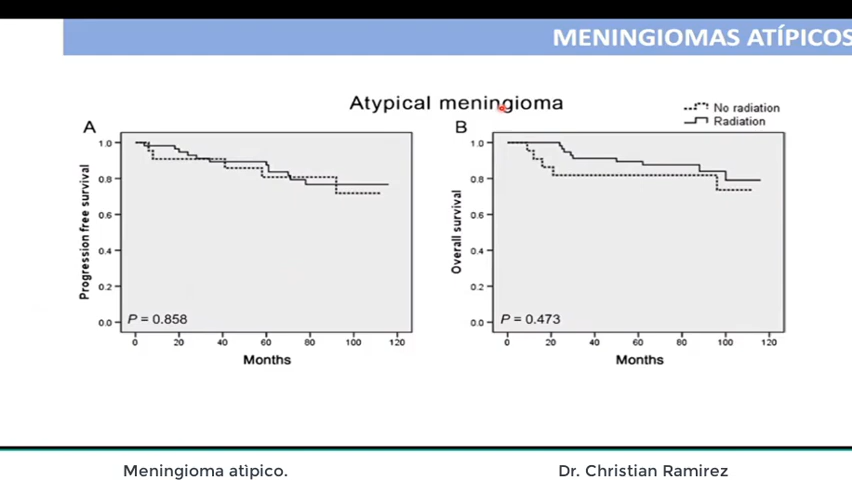 MENINGIOMAS ATÍPICOS
Atypical meningioma
No radiation
Radiation
A
1.0
0.8
0.6
0.4
0.2
0.0
Progression free survival
P = 0.858
0 20 40 60 80 100 120
Months
B
1.0
0.8
0.6
0.4
0.2
0.0
Overall survival
P = 0.473
0 20 40 60 80 100 120
Months
Meningioma atìpico.
Dr. Christian Ramirez